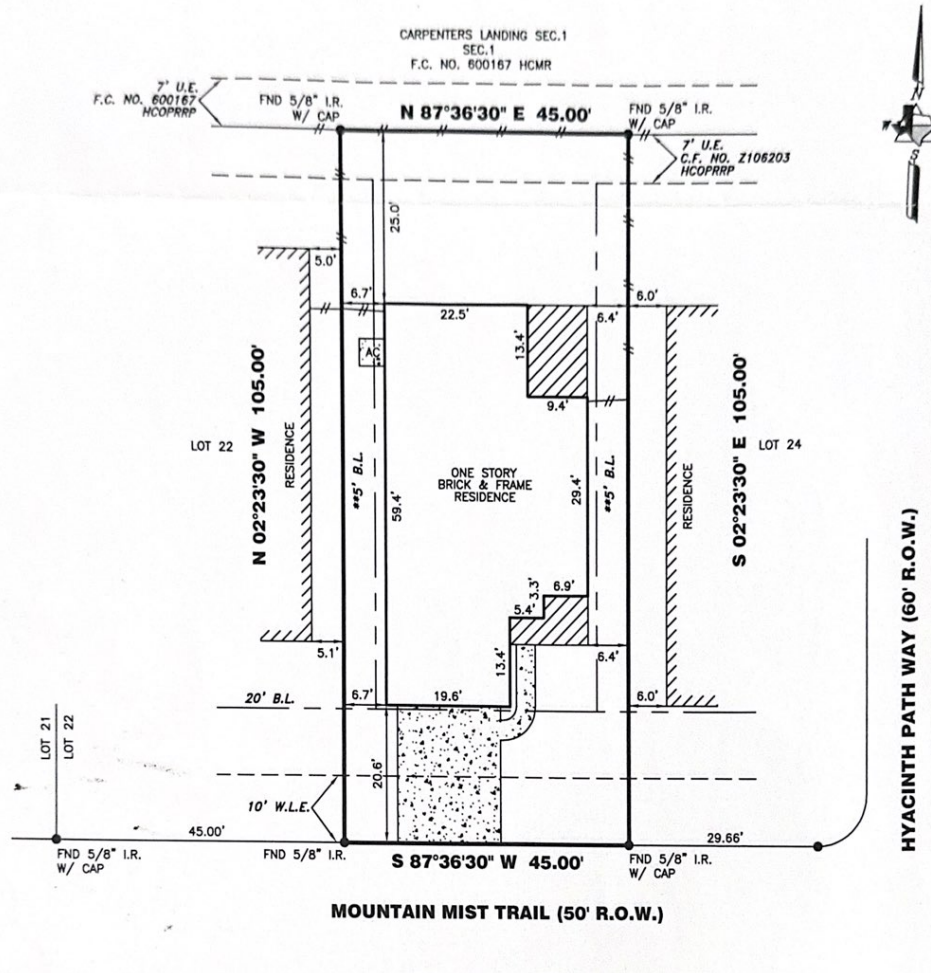 CARPENTERS LANDING SEC.1
SEC.1
F.C. NO. 600167 HCMR
7' U.E.
F.C. NO. 600167
HCOPRRP
FND 5/8" I.R.
W/ CAP
N 87°36'30" E 45.00'
FND 5/8" I.R.
W/ CAP
7' U.E.
C.F. NO. Z106203
HCOPRRP
N
S
25.0'
5.0'
6.7'
22.5'
6.4'
6.0'
AC
13.4'
9.4'
N 02°23'30" W 105.00'
S 02°23'30" E 105.00'
LOT 22
RESIDENCE
**5' B.L.
59.4'
ONE STORY
BRICK & FRAME
RESIDENCE
29.4'
**5' B.L.
RESIDENCE
LOT 24
HYACINTH PATH WAY (60' R.O.W.)
3.3'
6.9'
5.4'
5.1'
13.4'
6.4'
20' B.L.
6.7'
19.6'
6.0'
LOT 21
LOT 22
20.6'
10' W.L.E.
45.00'
29.66'
FND 5/8" I.R.
W/ CAP
FND 5/8" I.R.
S 87°36'30" W 45.00'
FND 5/8" I.R.
W/ CAP
MOUNTAIN MIST TRAIL (50' R.O.W.)